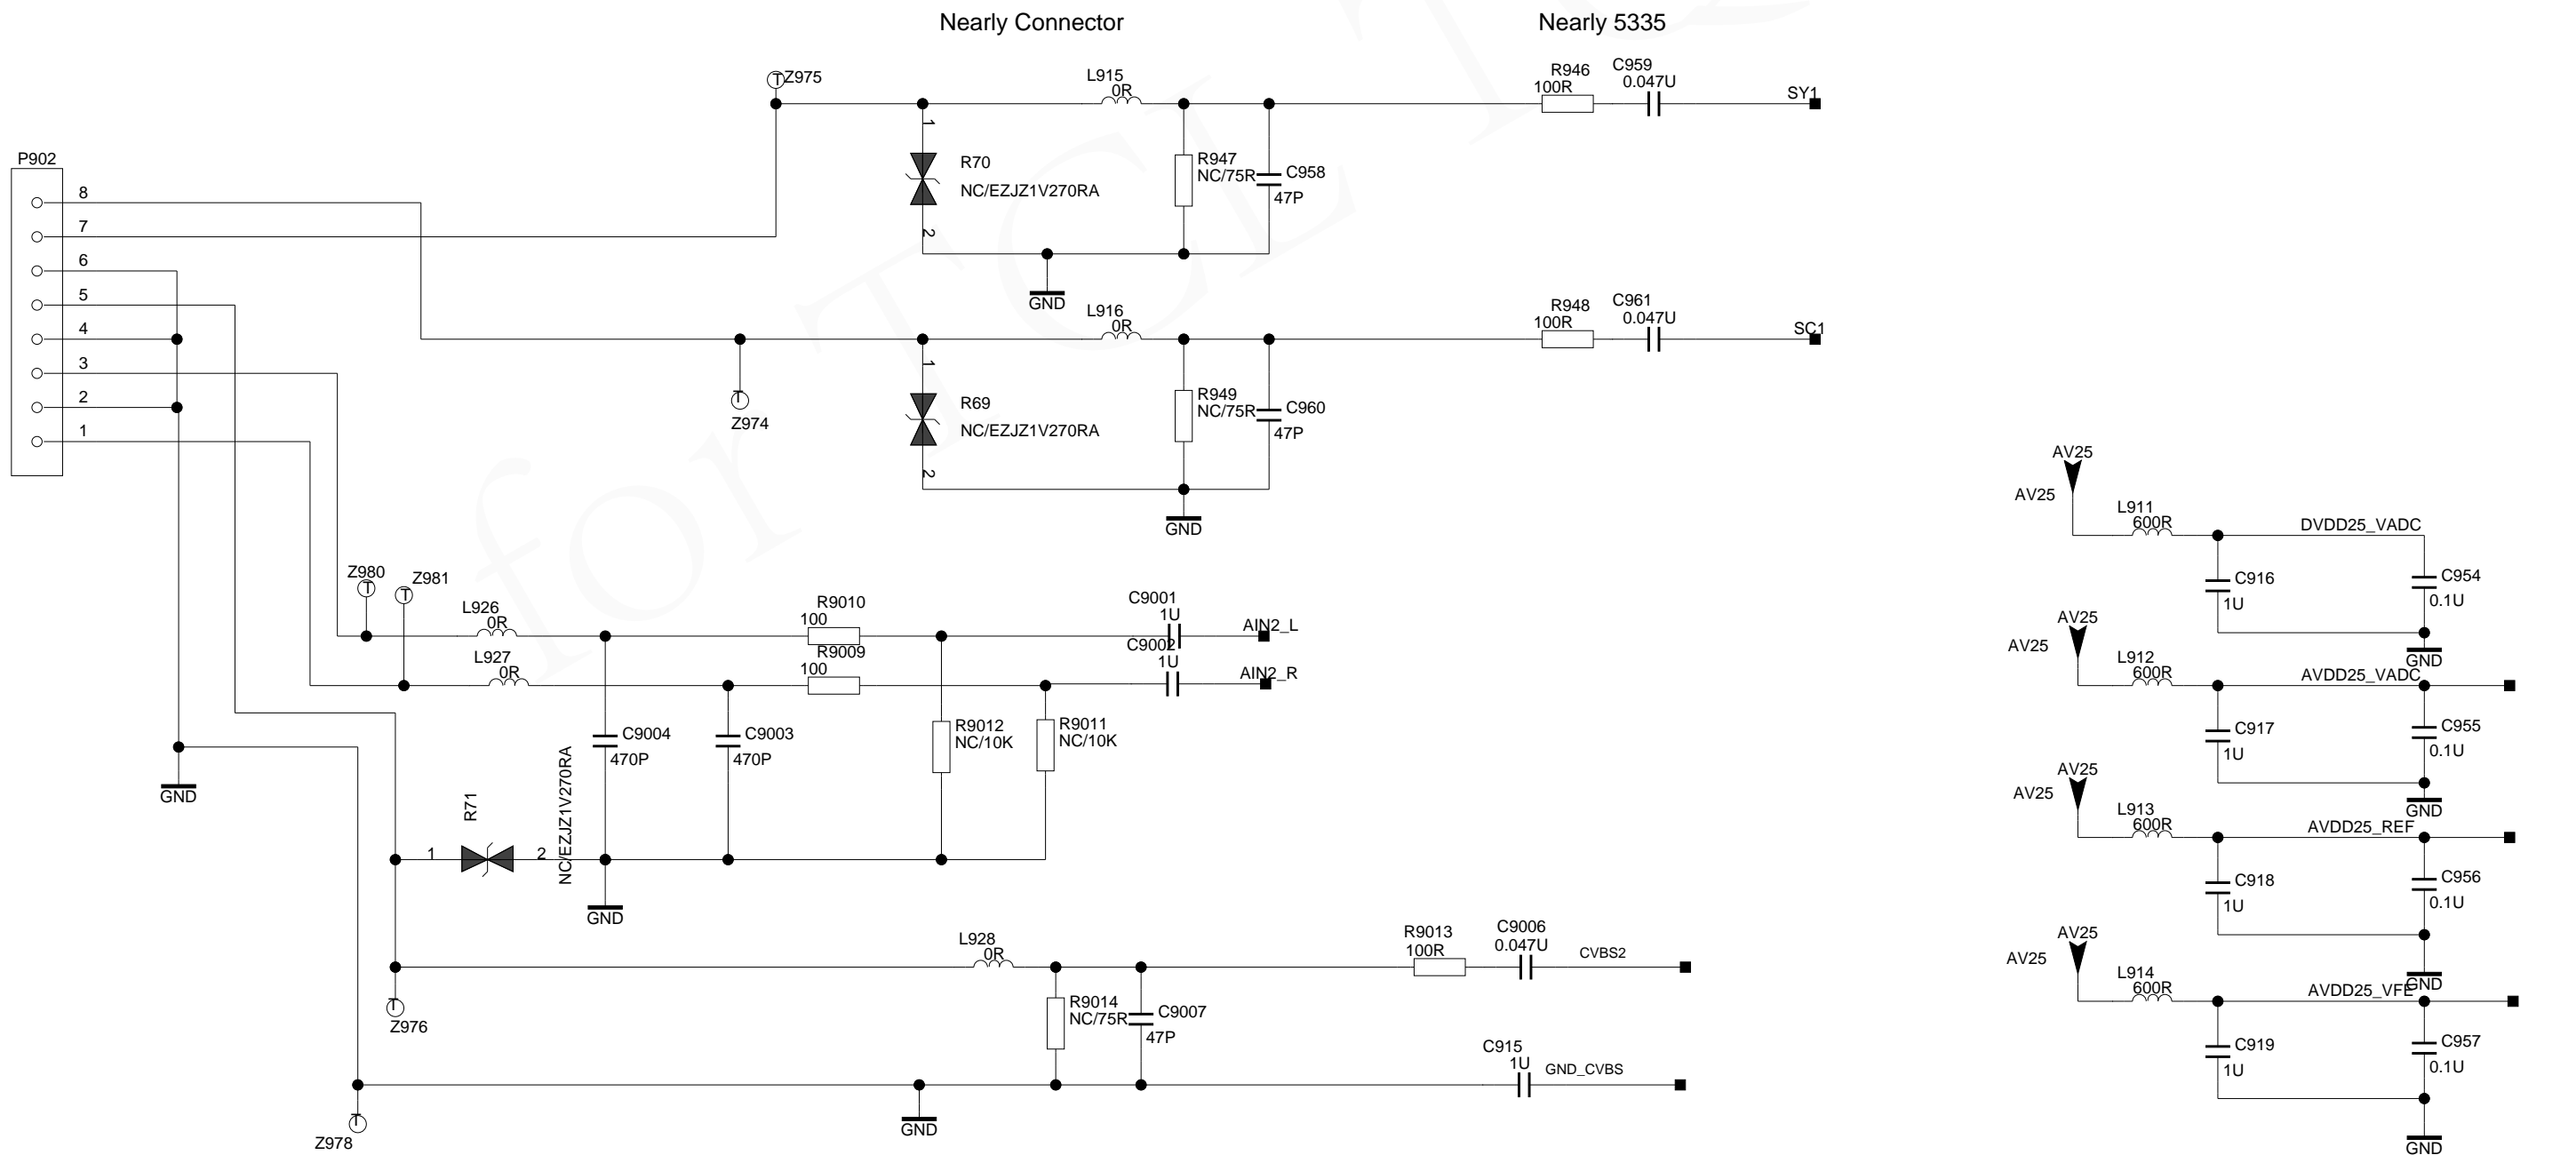 Nearly Connector
Nearly 5335
Z975
T
L915
0R
R946
100R
C959
0.047U
SY1
1
R70
NC/EZJZ1V270RA
2
R947
NC/75R
C958
47P
GND
P902
8
7
6
5
4
3
2
1
L916
0R
R948
100R
C961
0.047U
SC1
T
Z974
1
R69
NC/EZJZ1V270RA
2
R949
NC/75R
C960
47P
GND
for TCL
Z980
T
Z981
T
L926
0R
R9010
100
C9001
1U
AIN2_L
L927
0R
R9009
100
C9002
1U
AIN2_R
C9004
470P
C9003
470P
R9012
NC/10K
R9011
NC/10K
GND
R71
1
2
NC/EZJZ1V270RA
GND
L928
0R
R9013
100R
C9006
0.047U
CVBS2
T
Z976
R9014
NC/75R
C9007
47P
C915
1U
GND_CVBS
T
Z978
GND
AV25
AV25
L911
600R
DVDD25_VADC
C916
1U
C954
0.1U
GND
AV25
AV25
L912
600R
AVDD25_VADC
C917
1U
C955
0.1U
GND
AV25
AV25
L913
600R
AVDD25_REF
C918
1U
C956
0.1U
GND
AV25
AV25
L914
600R
AVDD25_VFE
C919
1U
C957
0.1U
GND